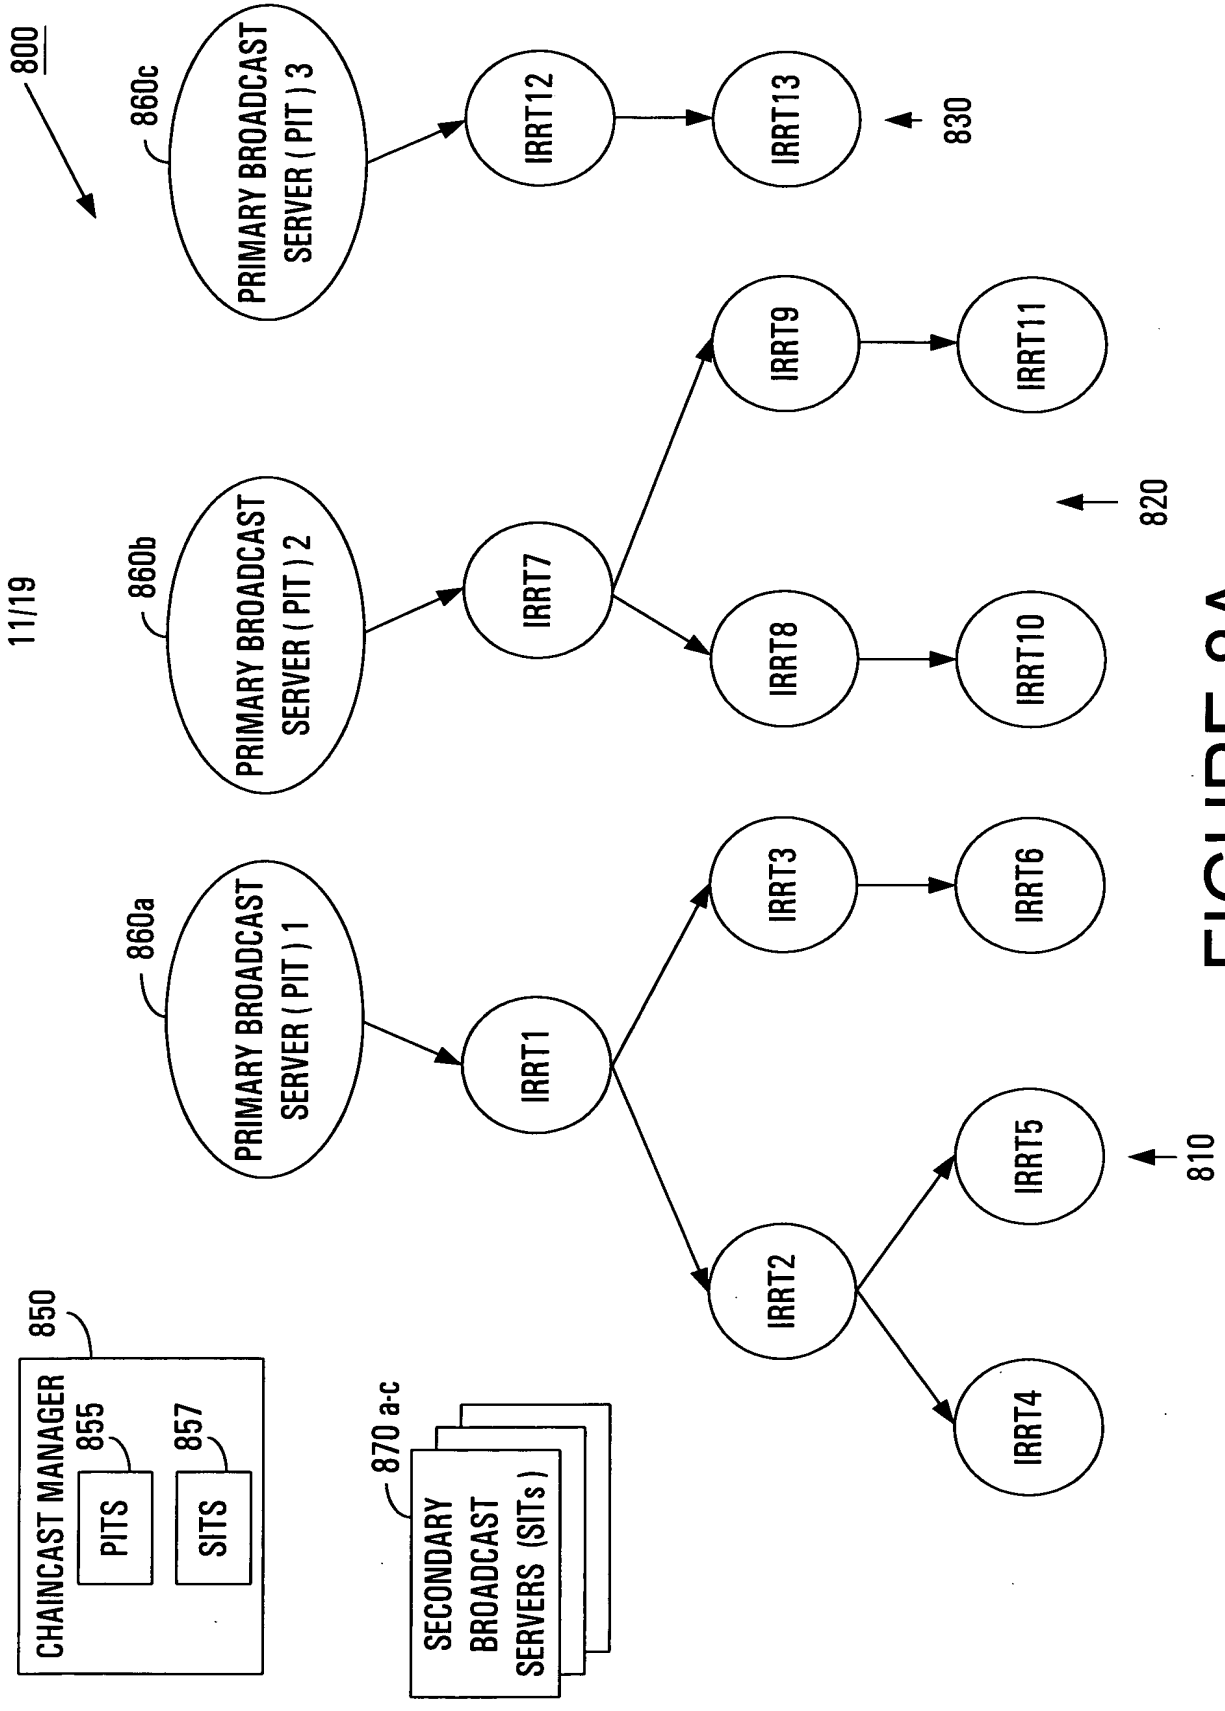 11/19
800
CHAINCAST MANAGER
850
PITS
855
SITS
857
SECONDARY
BROADCAST
SERVERS (SITs)
870 a-c
860a
PRIMARY BROADCAST
SERVER ( PIT ) 1
860b
PRIMARY BROADCAST
SERVER ( PIT ) 2
860c
PRIMARY BROADCAST
SERVER ( PIT ) 3
IRRT1
IRRT7
IRRT12
IRRT2
IRRT3
IRRT8
IRRT9
IRRT13
IRRT4
IRRT5
IRRT6
IRRT10
IRRT11
810
820
830
FIGURE 8A